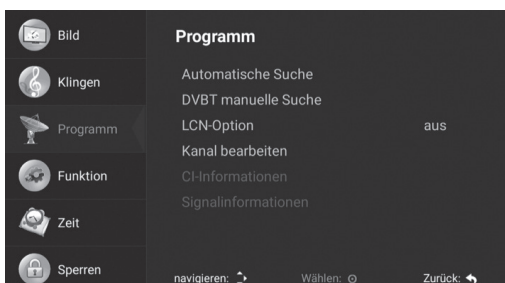 Bild
Klingen
Programm
Funktion
Zeit
Sperren
Programm
Automatische Suche
DVBT manuelle Suche
LCN-Option aus
Kanal bearbeiten
CI-Informationen
Signalinformationen
navigieren: Wählen: Zurück: